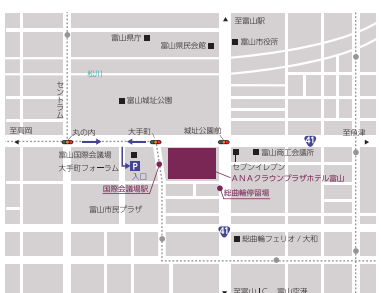 至富山駅
富山県庁
富山県民会館
富山市役所
松川
セントラム
富山城址公園
至高岡
丸の内
大手町
城址公園前
41
至魚津
富山国際会議場
大手町フォーラム
P
入口
富山商工会議所
セブンイレブン
ANAクラウンプラザホテル富山
国際会議場駅
総曲輪停留場
富山市民プラザ
41
総曲輪フェリオ/大和
至富山IC、富山空港